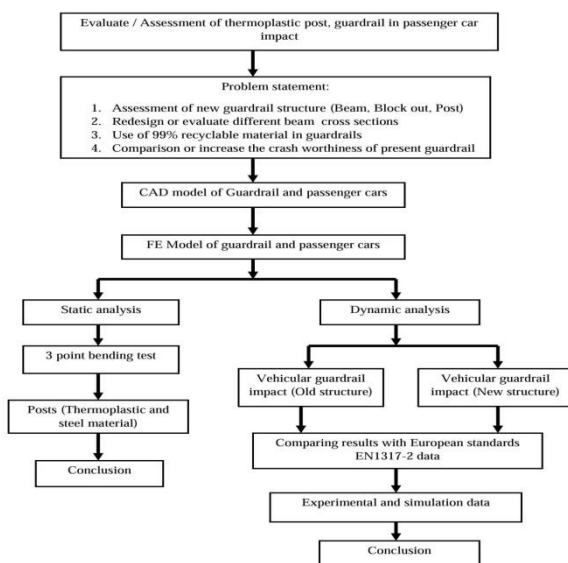 Evaluate / Assessment of thermoplastic post, guardrail in passenger car
impact
Problem statement:
1. Assessment of new guardrail structure (Beam, Block out, Post)
2. Redesign or evaluate different beam cross sections
3. Use of 99% recyclable material in guardrails
4. Comparison or increase the crash worthiness of present guardrail
CAD model of Guardrail and passenger cars
FE Model of guardrail and passenger cars
Static analysis
3 point bending test
Posts (Thermoplastic and
steel material)
Conclusion
Dynamic analysis
Vehicular guardrail
impact (Old structure)
Vehicular guardrail
impact (New structure)
Comparing results with European standards
EN1317-2 data
Experimental and simulation data
Conclusion